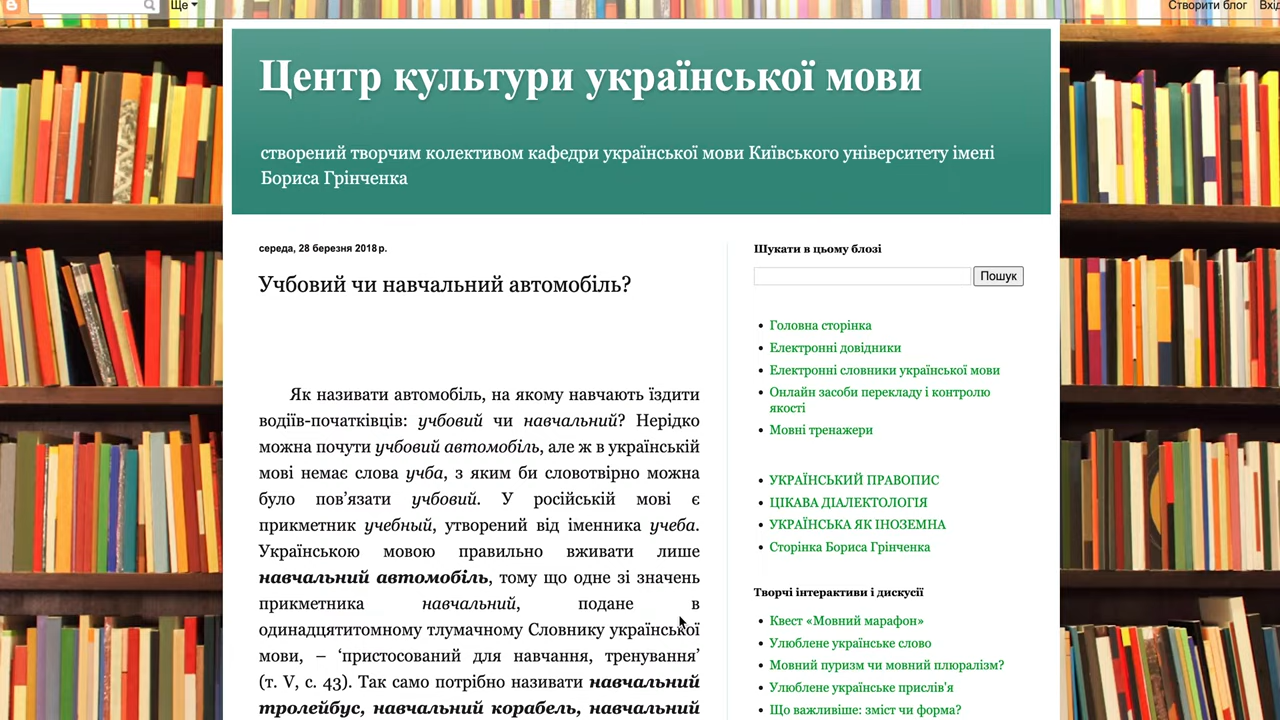 Ще
Створити блог
Центр культури української мови
створений творчим колективом кафедри української мови Київського університету імені
Бориса Грінченка
середа, 28 березня 2018 р.
Учбовий чи навчальний автомобіль?
Як називати автомобіль, на якому навчають їздити
водіїв-початківців: учбовий чи навчальний? Нерідко
можна почути учбовий автомобіль, але ж в українській
мові немає слова учба, з яким би словотвірно можна
було пов’язати учбовий. У російській мові є
прикметник учебный, утворений від іменника учеба.
Українською мовою правильно вживати лише
навчальний автомобіль, тому що одне зі значень
прикметника навчальний, подане в
одинадцятитомному тлумачному Словнику української
мови, – ‘пристосований для навчання, тренування’
(т. V, с. 43). Так само потрібно називати навчальний
тролейбус, навчальний корабель, навчальний
Шукати в цьому блозі
Пошук
Головна сторінка
Електронні довідники
Електронні словники української мови
Онлайн засоби перекладу і контролю
якості
Мовні тренажери
УКРАЇНСЬКИЙ ПРАВОПИС
ЦІКАВА ДІАЛЕКТОЛОГІЯ
УКРАЇНСЬКА ЯК ІНОЗЕМНА
Сторінка Бориса Грінченка
Творчі інтерактиви і дискусії
Квест «Мовний марафон»
Улюблене українське слово
Мовний пуризм чи мовний плюралізм?
Улюблене українське прислів'я
Що важливіше: зміст чи форма?